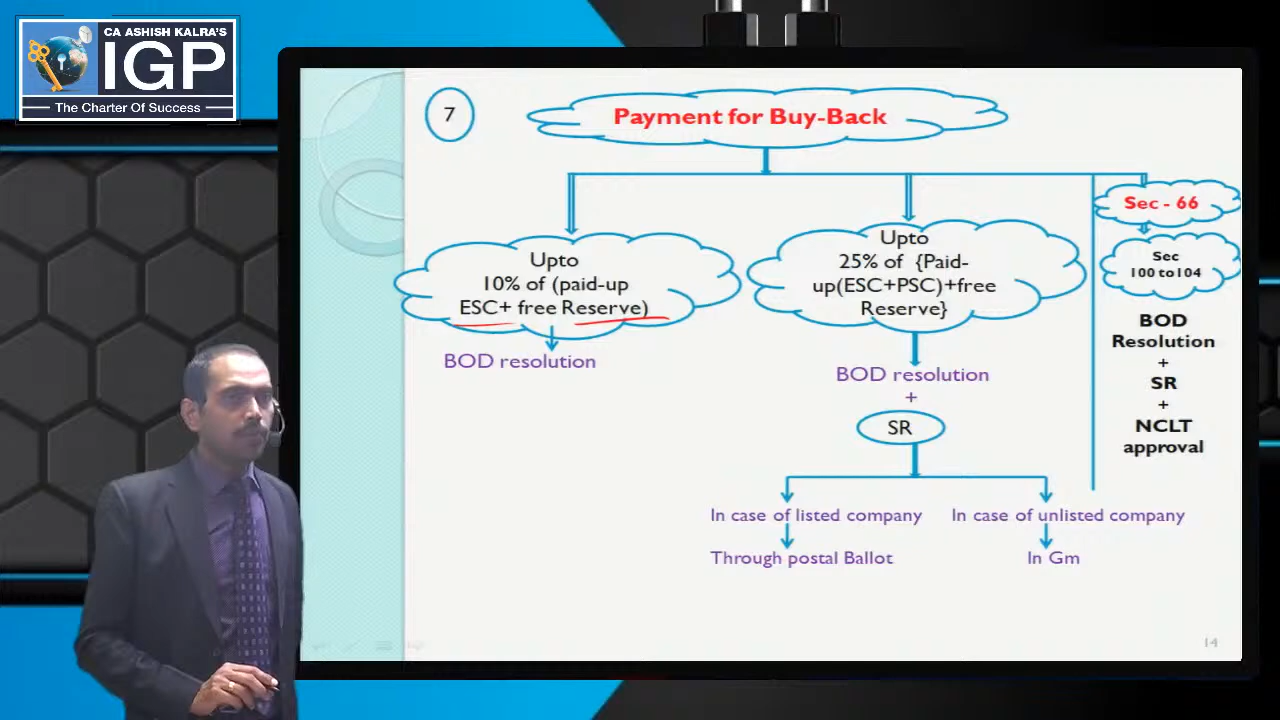 CA ASHISH KALRA'S
IGP
The Charter Of Success
7
Payment for Buy-Back
Sec - 66
Upto
10% of (paid-up
ESC+ free Reserve)
BOD resolution
Upto
25% of {Paid-
up(ESC+PSC)+free
Reserve}
BOD resolution
+
SR
Sec
100 to104
BOD
Resolution
+
SR
+
NCLT
approval
In case of listed company
Through postal Ballot
In case of unlisted company
In Gm
14